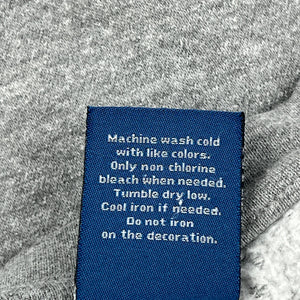 Machine wash cold
with like colors.
Only non chlorine
bleach when needed.
Tumble dry low.
Cool iron if needed.
Do not iron
on the decoration.